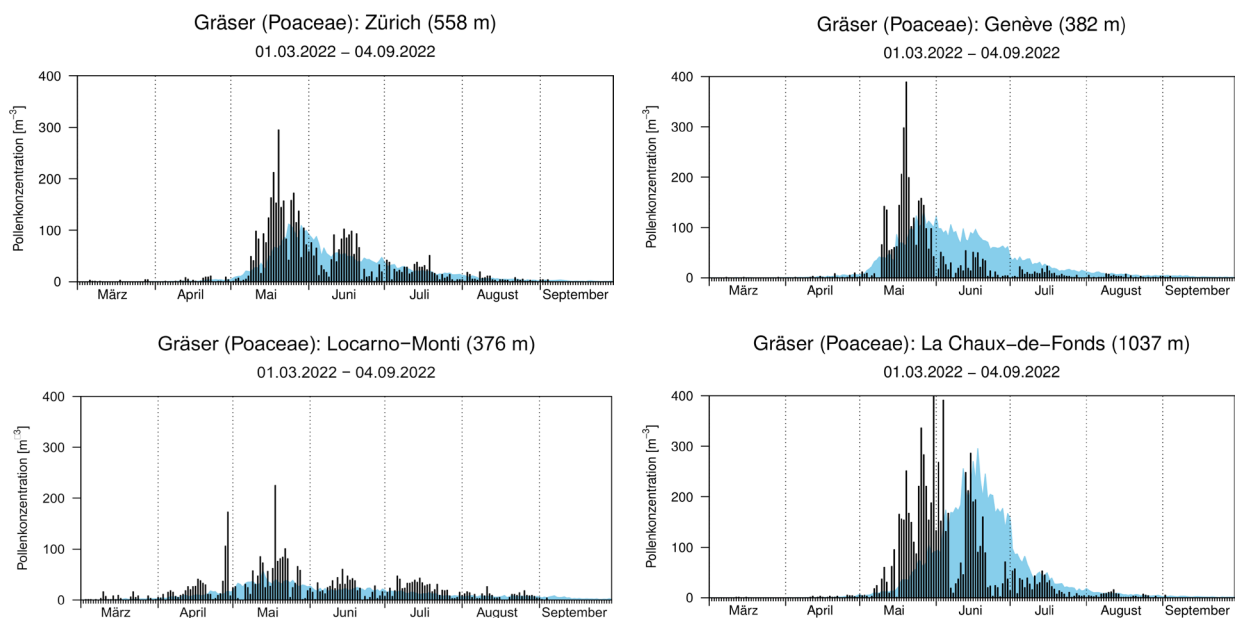 Gräser (Poaceae): Zürich (558 m)
01.03.2022 – 04.09.2022
Pollenkonzentration [m⁻³]
400
300
200
100
0
März April Mai Juni Juli August September
Gräser (Poaceae): Genève (382 m)
01.03.2022 – 04.09.2022
Pollenkonzentration [m⁻³]
400
300
200
100
0
März April Mai Juni Juli August September
Gräser (Poaceae): Locarno−Monti (376 m)
01.03.2022 – 04.09.2022
Pollenkonzentration [m⁻³]
400
300
200
100
0
März April Mai Juni Juli August September
Gräser (Poaceae): La Chaux−de−Fonds (1037 m)
01.03.2022 – 04.09.2022
Pollenkonzentration [m⁻³]
400
300
200
100
0
März April Mai Juni Juli August September